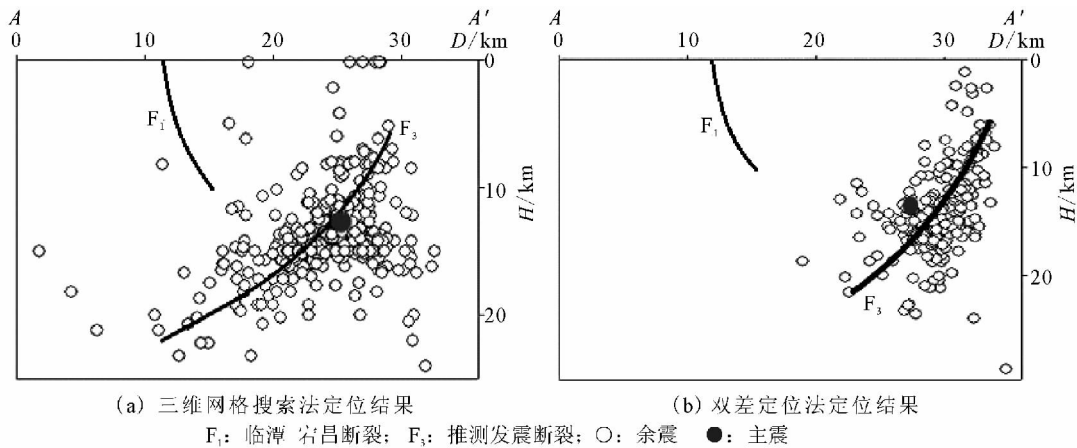 A A′
0 10 20 30 D/km
0
F₁
F₃
10
H/km
20
A A′
0 10 20 30 D/km
0
F₁
10
H/km
F₃
20
(a) 三维网格搜索法定位结果
(b) 双差定位法定位结果
F₁: 临潭 宕昌断裂; F₃: 推测发震断裂; ○: 余震 ●: 主震